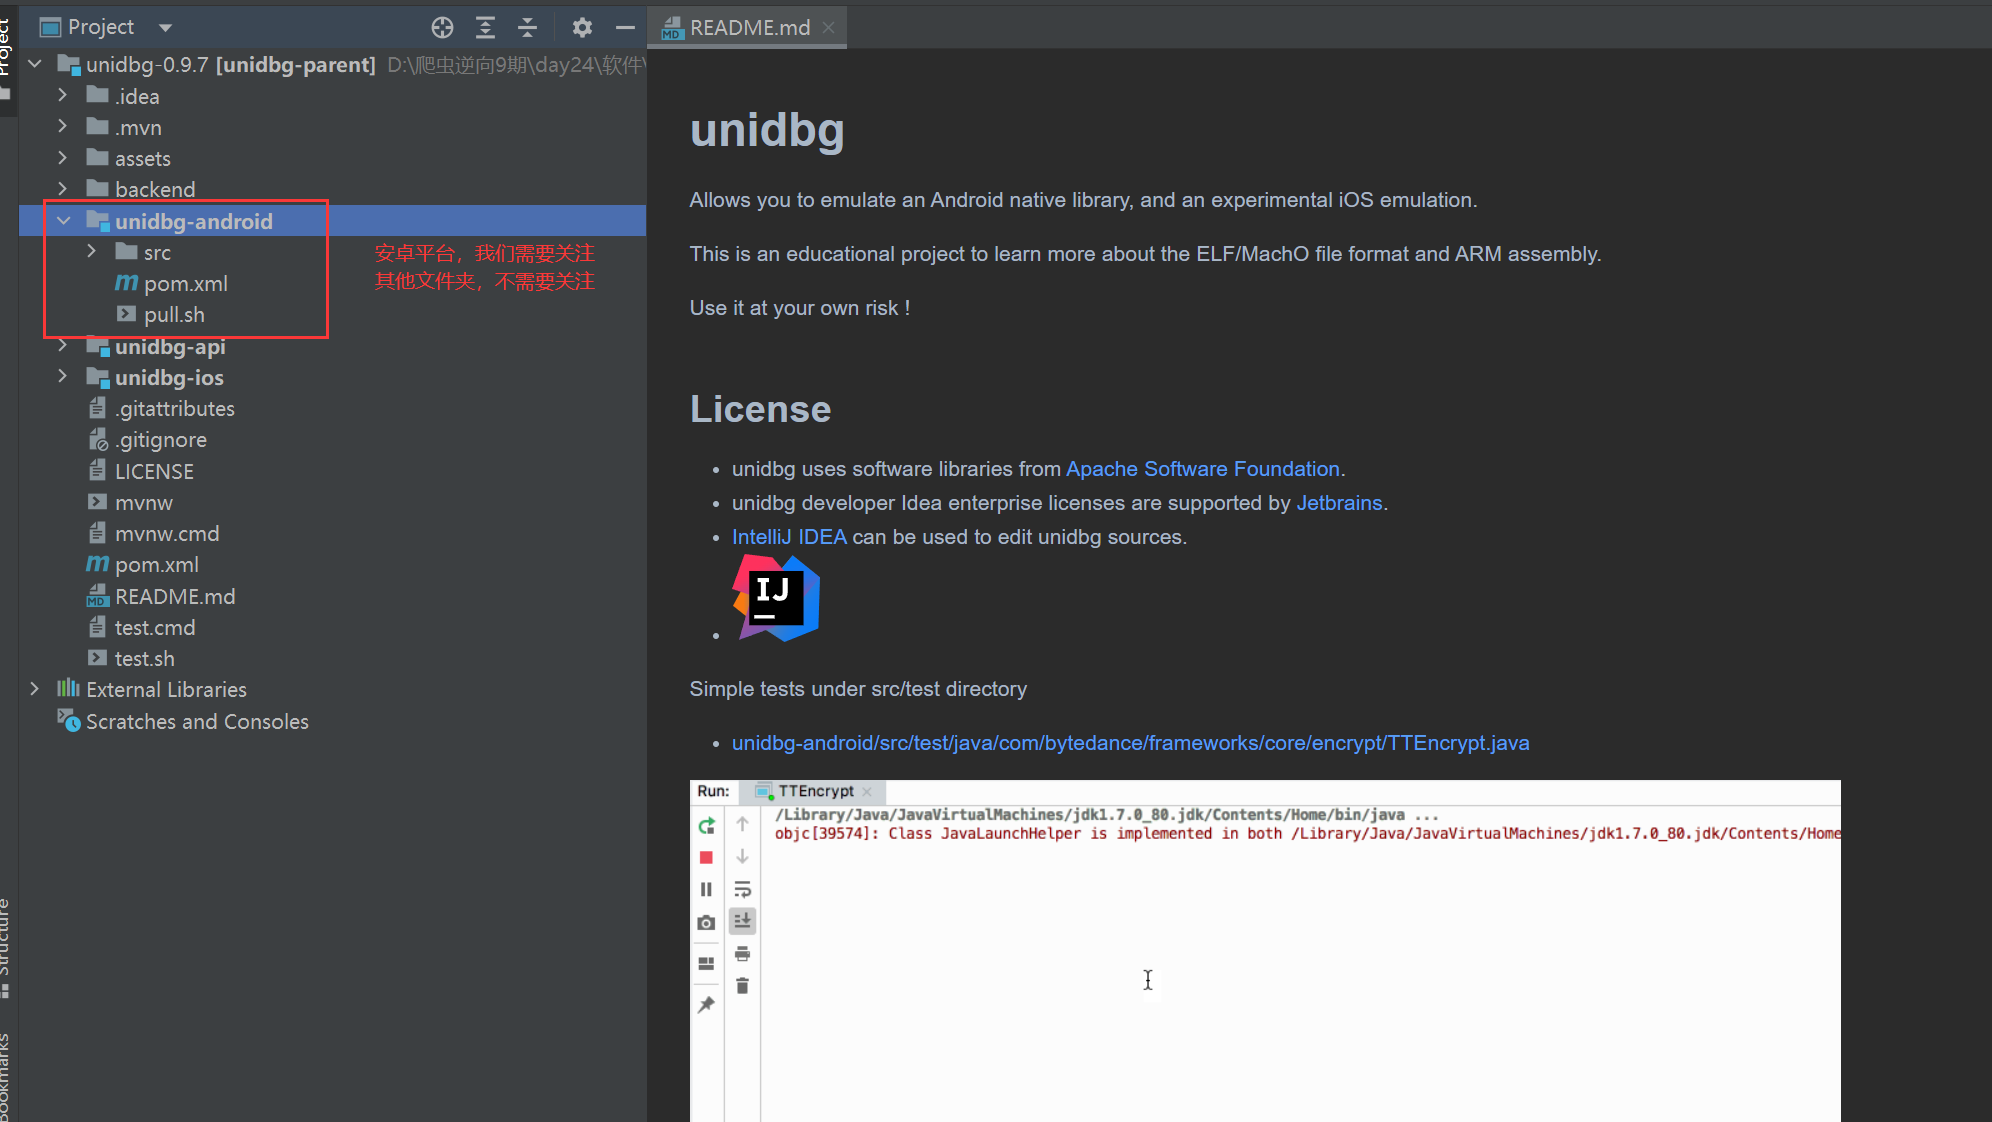 Project
Project
README.md
unidbg-0.9.7 [unidbg-parent] D:\爬虫逆向9期\day24\软件\
.idea
.mvn
assets
backend
unidbg-android
src
pom.xml
pull.sh
安卓平台，我们需要关注
其他文件夹，不需要关注
unidbg-api
unidbg-ios
.gitattributes
.gitignore
LICENSE
mvnw
mvnw.cmd
pom.xml
README.md
test.cmd
test.sh
External Libraries
Scratches and Consoles
Structure
Bookmarks
unidbg
Allows you to emulate an Android native library, and an experimental iOS emulation.
This is an educational project to learn more about the ELF/MachO file format and ARM assembly.
Use it at your own risk !
License
unidbg uses software libraries from Apache Software Foundation.
unidbg developer Idea enterprise licenses are supported by Jetbrains.
IntelliJ IDEA can be used to edit unidbg sources.
IJ
Simple tests under src/test directory
unidbg-android/src/test/java/com/bytedance/frameworks/core/encrypt/TTEncrypt.java
Run: TTEncrypt
/Library/Java/JavaVirtualMachines/jdk1.7.0_80.jdk/Contents/Home/bin/java ...
objc[39574]: Class JavaLaunchHelper is implemented in both /Library/Java/JavaVirtualMachines/jdk1.7.0_80.jdk/Contents/Home